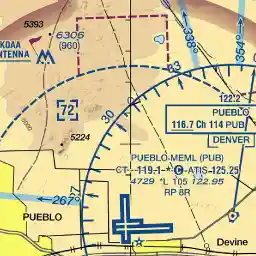 5393
6306
(960)
KOAA
ANTENNA
338°
354°
33
30
122.2
PUEBLO
116.7 Ch 114 PUB
DENVER
5224
PUEBLO-MEML (PUB)
CT - 119.1 * C ATIS 125.25
4729 *L 105 122.95
RP 8R
267°
27
PUEBLO
Devine